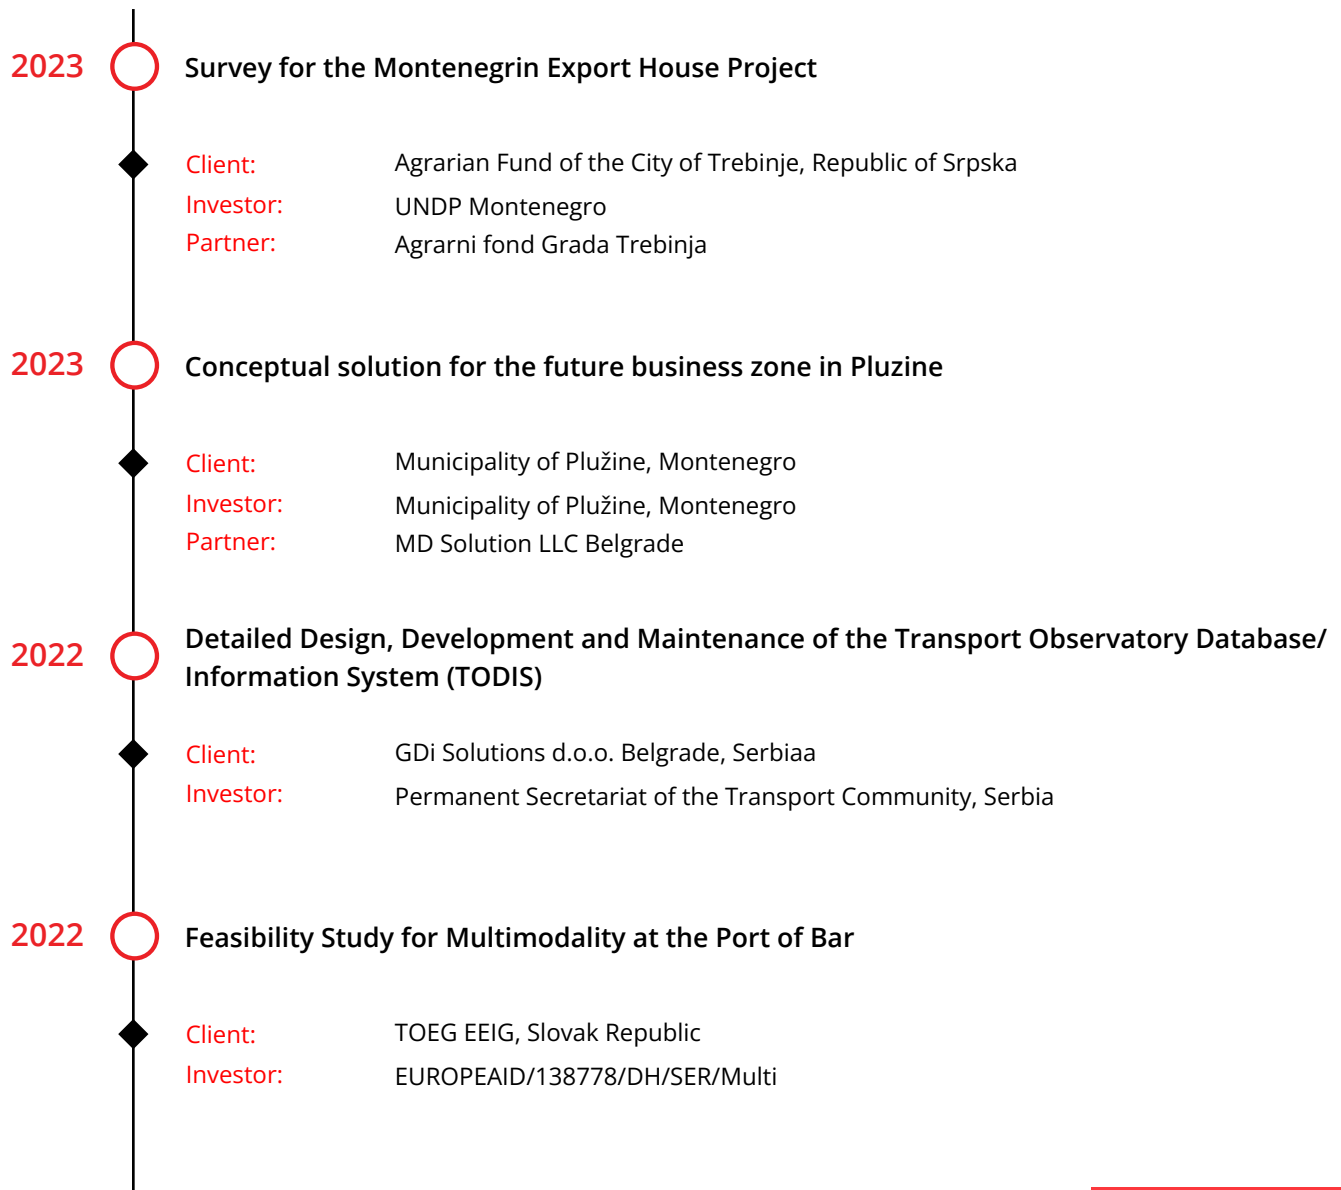 2023
Survey for the Montenegrin Export House Project
Client: Agrarian Fund of the City of Trebinje, Republic of Srpska
Investor: UNDP Montenegro
Partner: Agrarni fond Grada Trebinja
2023
Conceptual solution for the future business zone in Pluzine
Client: Municipality of Plužine, Montenegro
Investor: Municipality of Plužine, Montenegro
Partner: MD Solution LLC Belgrade
2022
Detailed Design, Development and Maintenance of the Transport Observatory Database/
Information System (TODIS)
Client: GDi Solutions d.o.o. Belgrade, Serbiaa
Investor: Permanent Secretariat of the Transport Community, Serbia
2022
Feasibility Study for Multimodality at the Port of Bar
Client: TOEG EEIG, Slovak Republic
Investor: EUROPEAID/138778/DH/SER/Multi